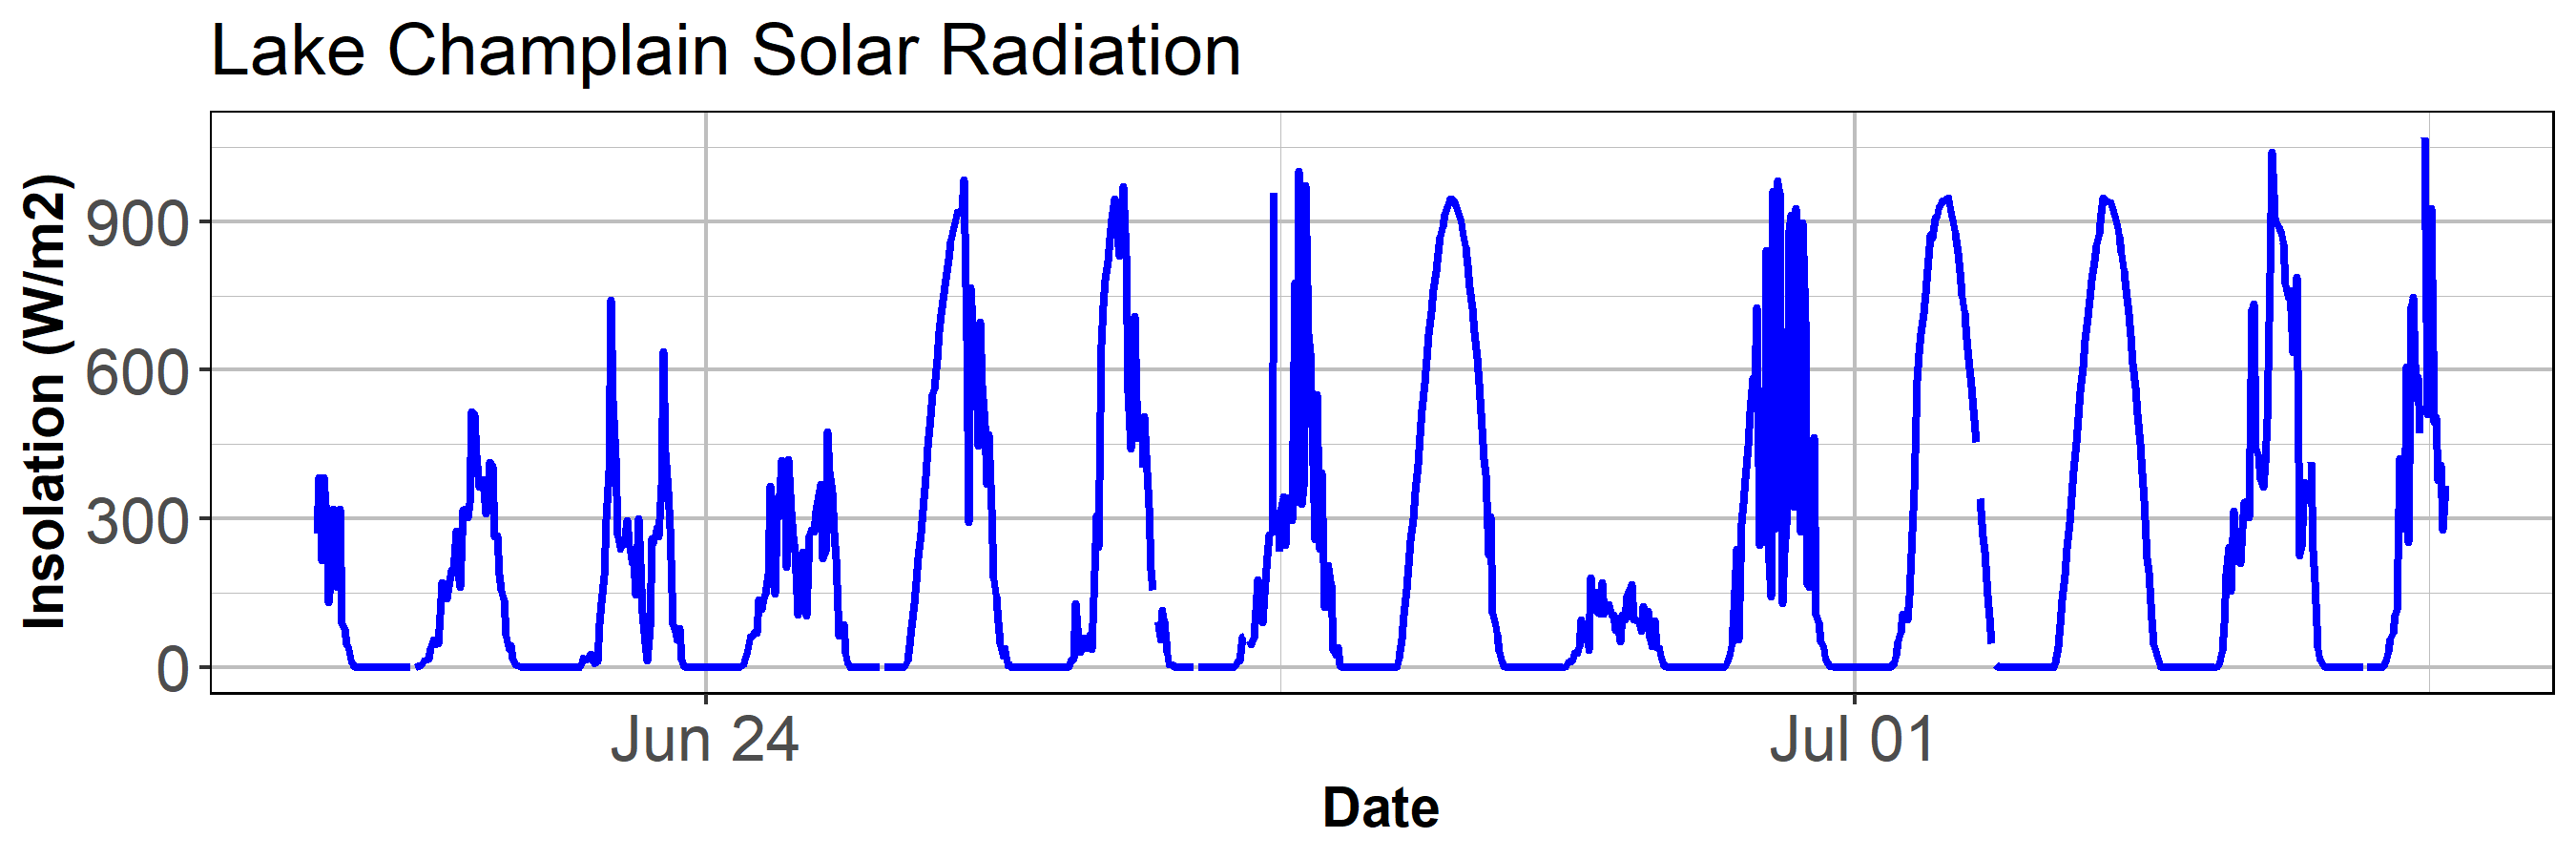 Lake Champlain Solar Radiation
Insolation (W/m2)
900
600
300
0
Jun 24
Jul 01
Date